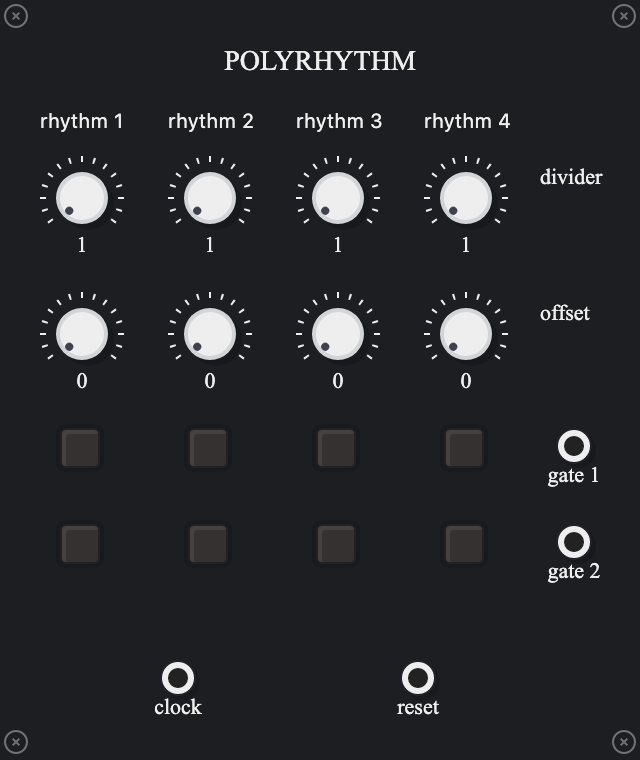 POLYRHYTHM
rhythm 1 rhythm 2 rhythm 3 rhythm 4
divider
1 1 1 1
offset
0 0 0 0
gate 1
gate 2
clock reset